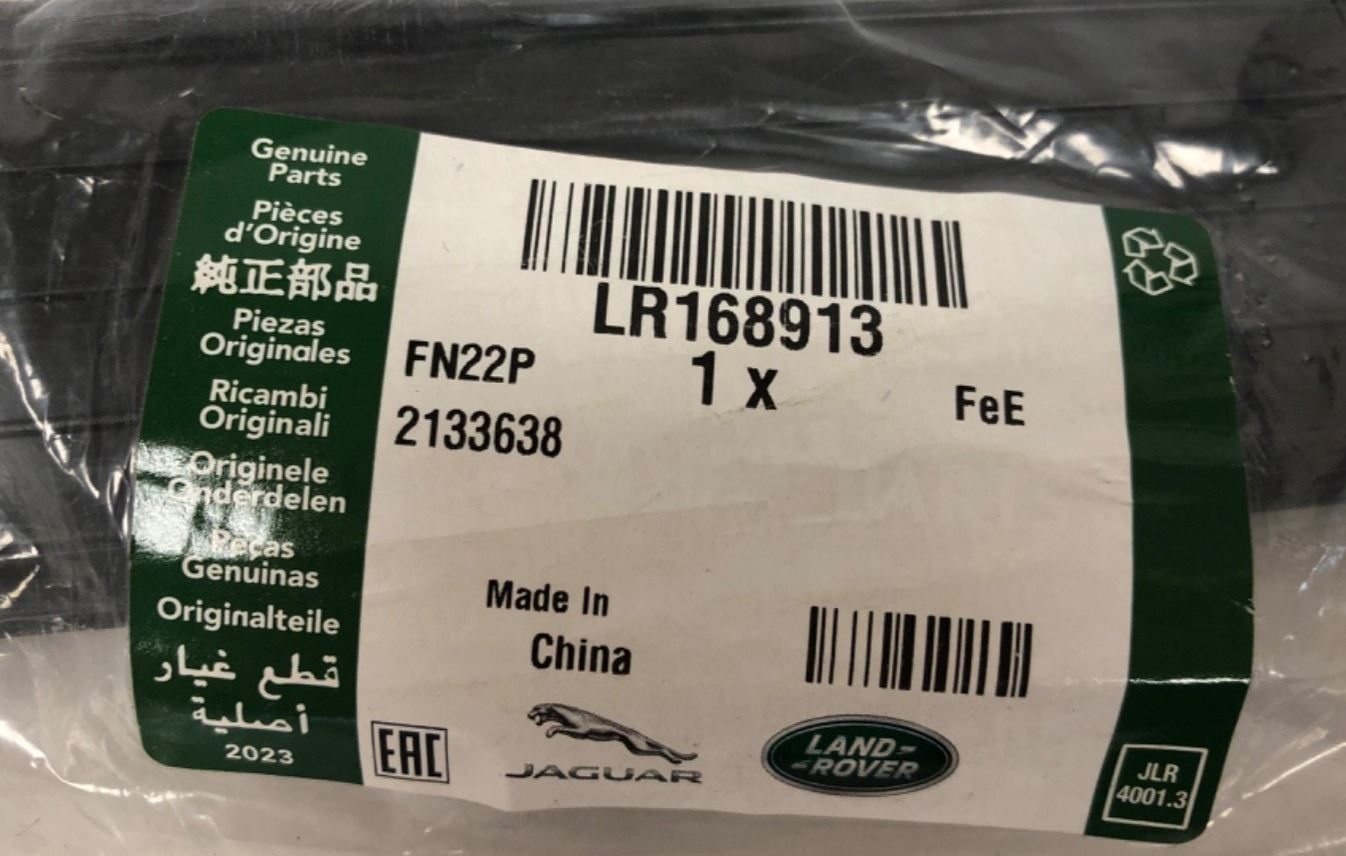 Genuine
Parts
Pièces
d'Origine
純正部品
Piezas
Originales
Ricambi
Originali
Originele
Onderdelen
Peças
Genuinas
Originalteile
قطع غيار
أصلية
2023
LR168913
FN22P
1 x
FeE
2133638
Made In
China
EAC
JAGUAR
LAND-
-ROVER
JLR
4001.3